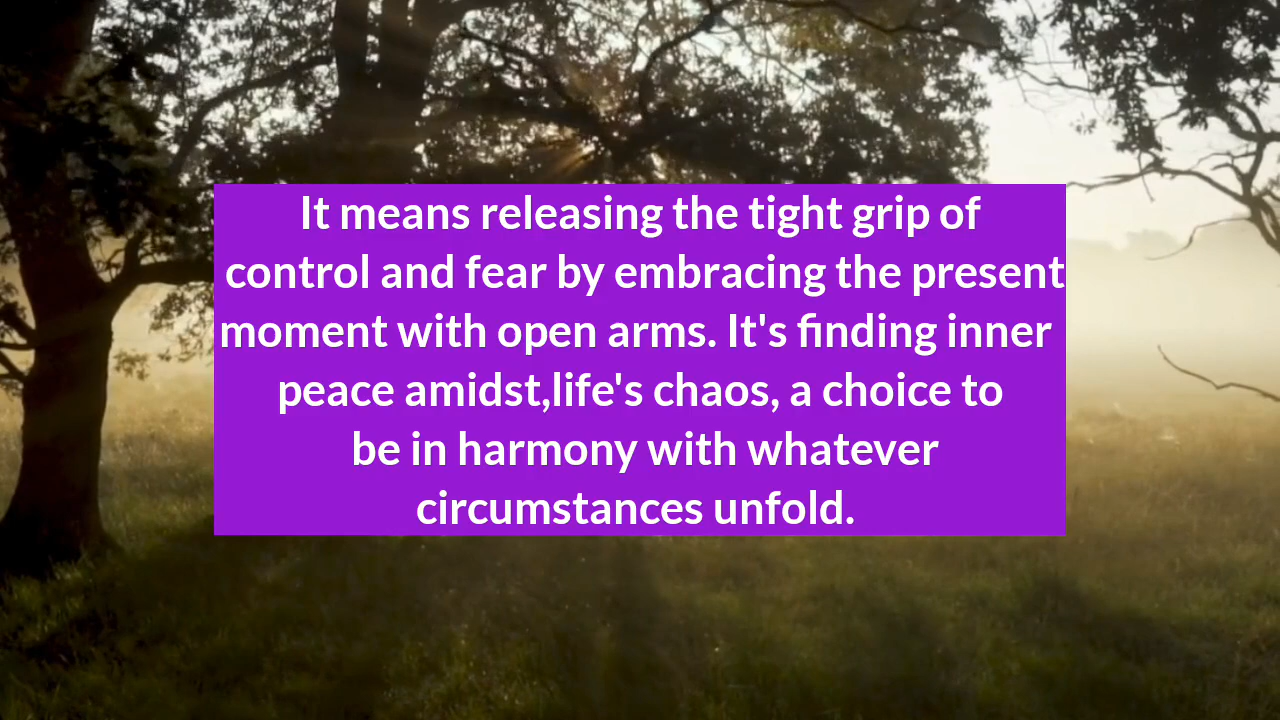 It means releasing the tight grip of
control and fear by embracing the present
moment with open arms. It's finding inner
peace amidst,life's chaos, a choice to
be in harmony with whatever
circumstances unfold.